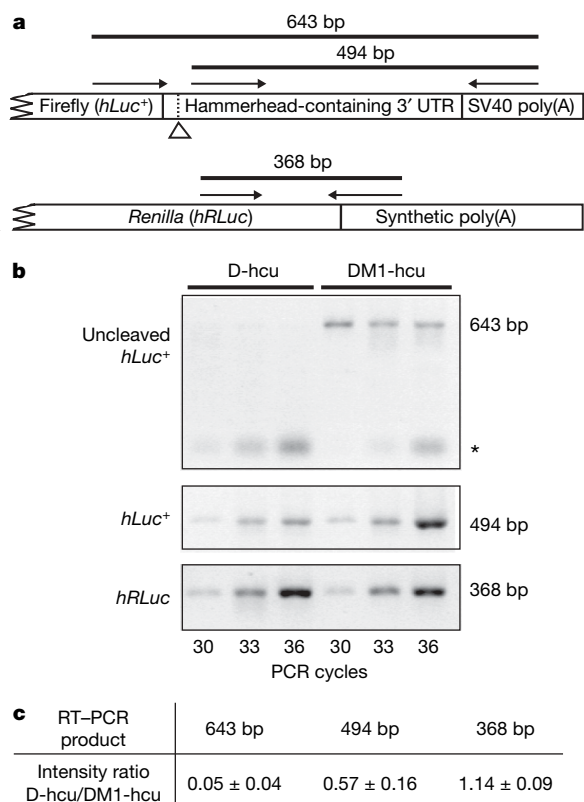 a
643 bp
494 bp
Firefly (hLuc⁺) Hammerhead-containing 3′ UTR SV40 poly(A)
368 bp
Renilla (hRLuc) Synthetic poly(A)
b
D-hcu DM1-hcu
Uncleaved
hLuc⁺
643 bp
*
hLuc⁺ 494 bp
hRLuc 368 bp
30 33 36 30 33 36
PCR cycles
c
RT–PCR
product
643 bp 494 bp 368 bp
Intensity ratio
D-hcu/DM1-hcu
0.05 ± 0.04 0.57 ± 0.16 1.14 ± 0.09